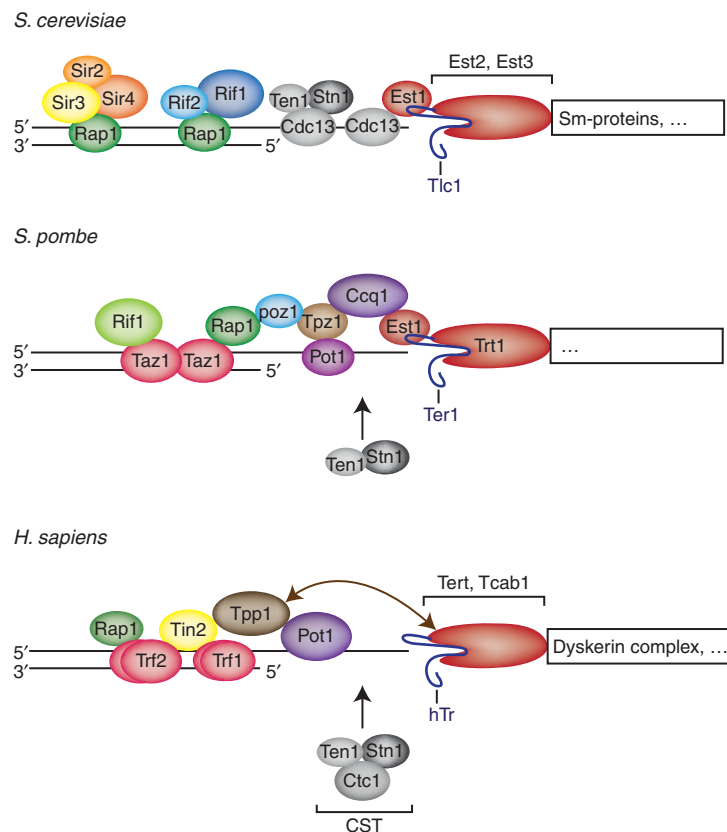 S. cerevisiae
Est2, Est3
Sir2
Sir3
Sir4
Rif2
Rif1
Ten1
Stn1
Est1
Sm-proteins, ...
5′
Rap1
Rap1
Cdc13
Cdc13
3′
5′
Tlc1
S. pombe
Ccq1
Rif1
Rap1
poz1
Tpz1
Est1
5′
Taz1
Taz1
Pot1
Trt1
...
3′
5′
Ter1
Ten1
Stn1
H. sapiens
Tert, Tcab1
Tpp1
Rap1
Tin2
Pot1
Dyskerin complex, ...
5′
Trf2
Trf1
3′
5′
hTr
Ten1
Stn1
Ctc1
CST